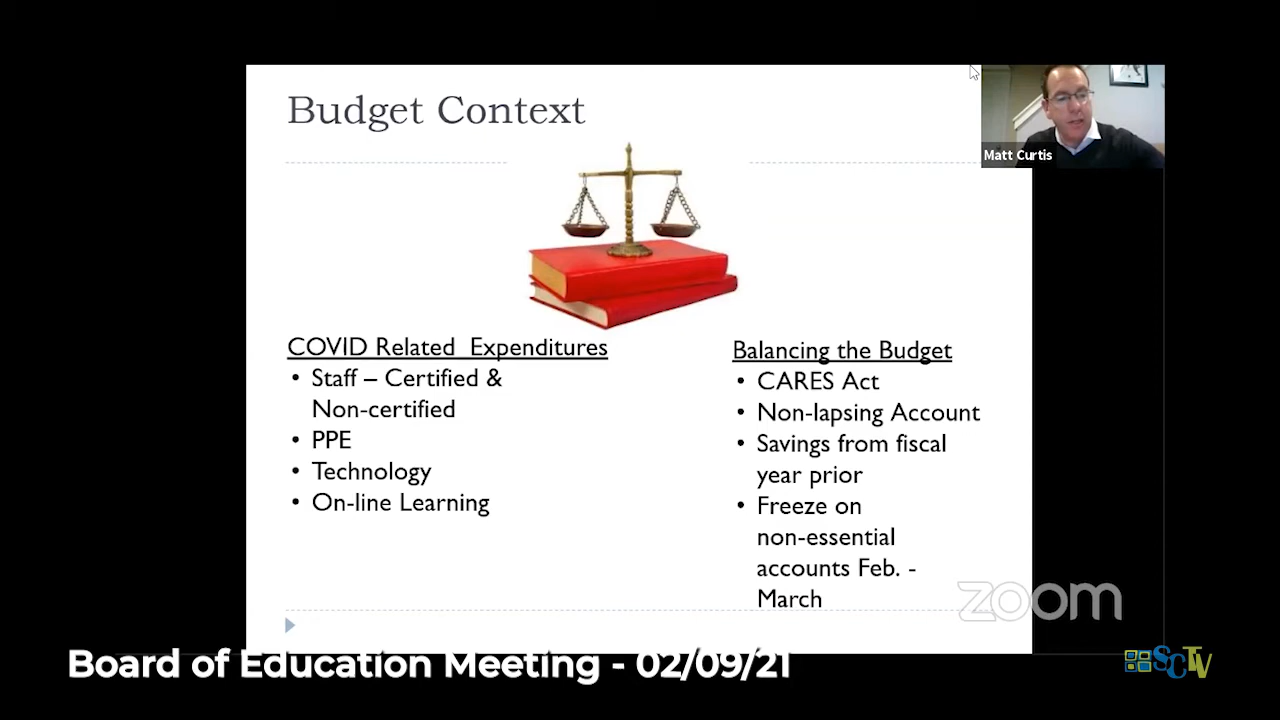 Budget Context
Matt Curtis
COVID Related  Expenditures
• Staff – Certified &
Non-certified
• PPE
• Technology
• On-line Learning
Balancing the Budget
• CARES Act
• Non-lapsing Account
• Savings from fiscal
year prior
• Freeze on
non-essential
accounts Feb. -
March
zoom
Board of Education Meeting - 02/09/21
SCTV